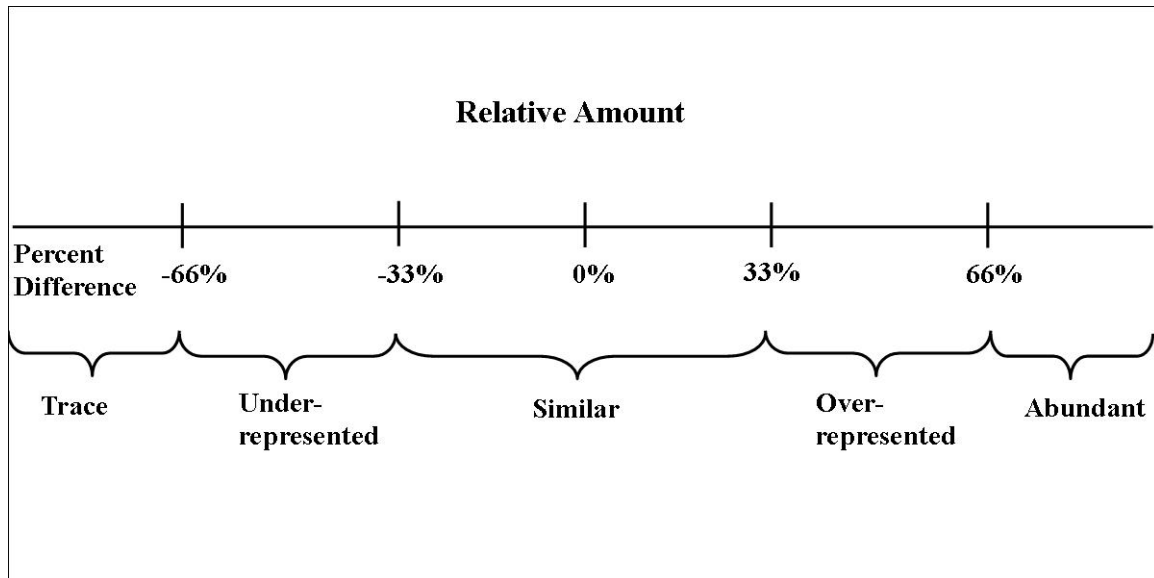 Relative Amount
Percent
Difference
-66%
-33%
0%
33%
66%
Trace
Under-
represented
Similar
Over-
represented
Abundant